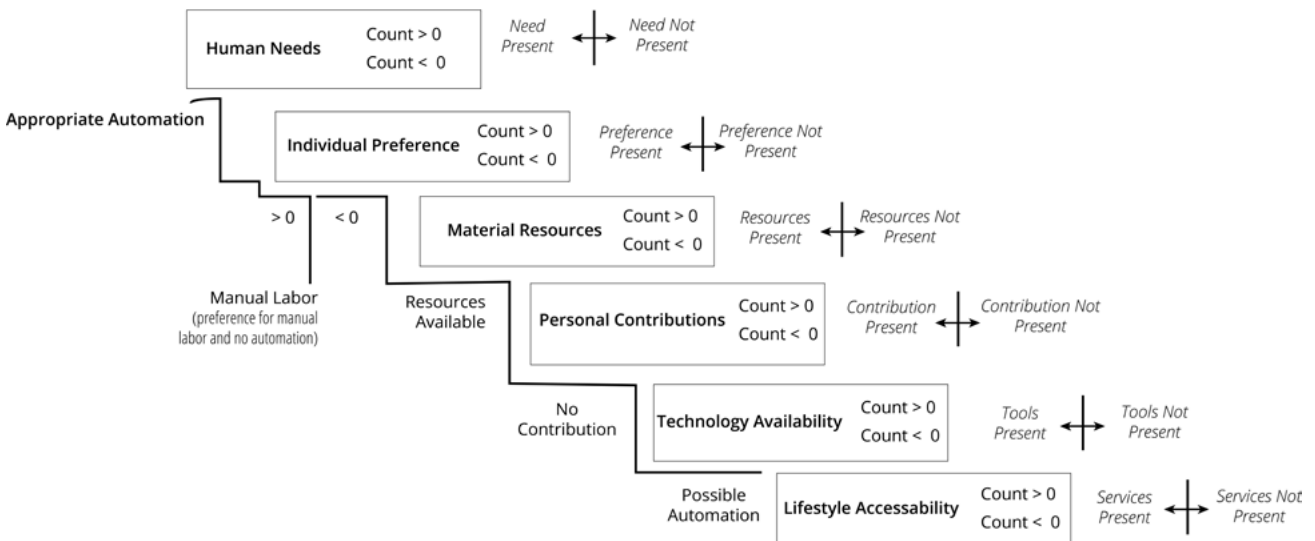 Human Needs
Count > 0
Count < 0
Need
Present
Need Not
Present
Appropriate Automation
Individual Preference
Count > 0
Count < 0
Preference
Present
Preference Not
Present
> 0
< 0
Material Resources
Count > 0
Count < 0
Resources
Present
Resources Not
Present
Manual Labor
(preference for manual
labor and no automation)
Resources
Available
Personal Contributions
Count > 0
Count < 0
Contribution
Present
Contribution Not
Present
No
Contribution
Technology Availability
Count > 0
Count < 0
Tools
Present
Tools Not
Present
Possible
Automation
Lifestyle Accessability
Count > 0
Count < 0
Services
Present
Services Not
Present